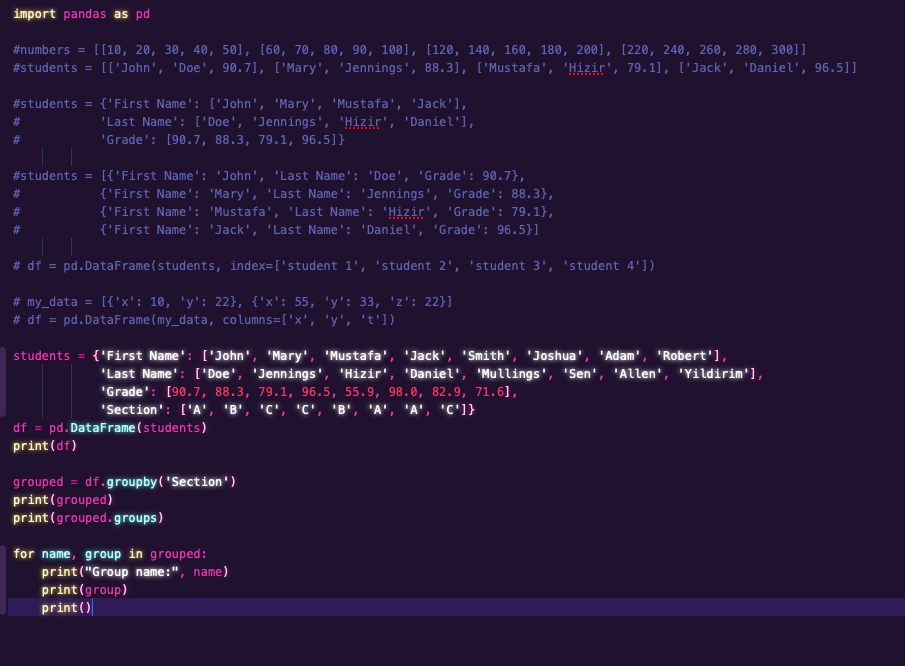 import pandas as pd
#numbers = [[10, 20, 30, 40, 50], [60, 70, 80, 90, 100], [120, 140, 160, 180, 200], [220, 240, 260, 280, 300]]
#students = [['John', 'Doe', 90.7], ['Mary', 'Jennings', 88.3], ['Mustafa', 'Hizir', 79.1], ['Jack', 'Daniel', 96.5]]
#students = {'First Name': ['John', 'Mary', 'Mustafa', 'Jack'],
#           'Last Name': ['Doe', 'Jennings', 'Hizir', 'Daniel'],
#           'Grade': [90.7, 88.3, 79.1, 96.5]}
#students = [{'First Name': 'John', 'Last Name': 'Doe', 'Grade': 90.7},
#           {'First Name': 'Mary', 'Last Name': 'Jennings', 'Grade': 88.3},
#           {'First Name': 'Mustafa', 'Last Name': 'Hizir', 'Grade': 79.1},
#           {'First Name': 'Jack', 'Last Name': 'Daniel', 'Grade': 96.5}]
# df = pd.DataFrame(students, index=['student 1', 'student 2', 'student 3', 'student 4'])
# my_data = [{'x': 10, 'y': 22}, {'x': 55, 'y': 33, 'z': 22}]
# df = pd.DataFrame(my_data, columns=['x', 'y', 't'])
students = {'First Name': ['John', 'Mary', 'Mustafa', 'Jack', 'Smith', 'Joshua', 'Adam', 'Robert'],
            'Last Name': ['Doe', 'Jennings', 'Hizir', 'Daniel', 'Mullings', 'Sen', 'Allen', 'Yildirim'],
            'Grade': [90.7, 88.3, 79.1, 96.5, 55.9, 98.0, 82.9, 71.6],
            'Section': ['A', 'B', 'C', 'C', 'B', 'A', 'A', 'C']}
df = pd.DataFrame(students)
print(df)
grouped = df.groupby('Section')
print(grouped)
print(grouped.groups)
for name, group in grouped:
    print("Group name:", name)
    print(group)
    print()